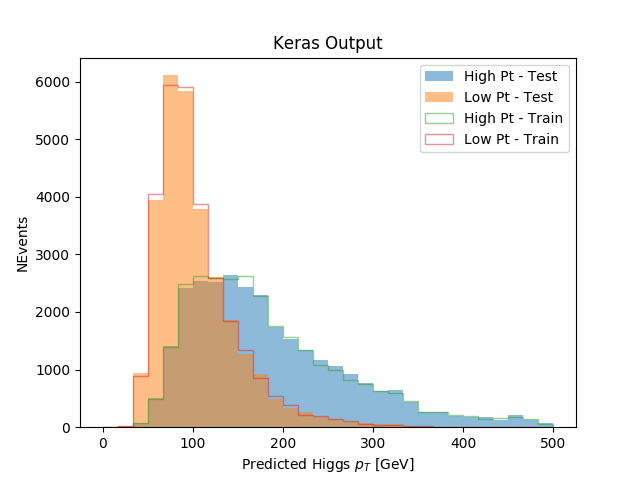 Keras Output
High Pt - Test
Low Pt - Test
High Pt - Train
Low Pt - Train
6000
5000
4000
3000
2000
1000
0
NEvents
0 100 200 300 400 500
Predicted Higgs p_T [GeV]